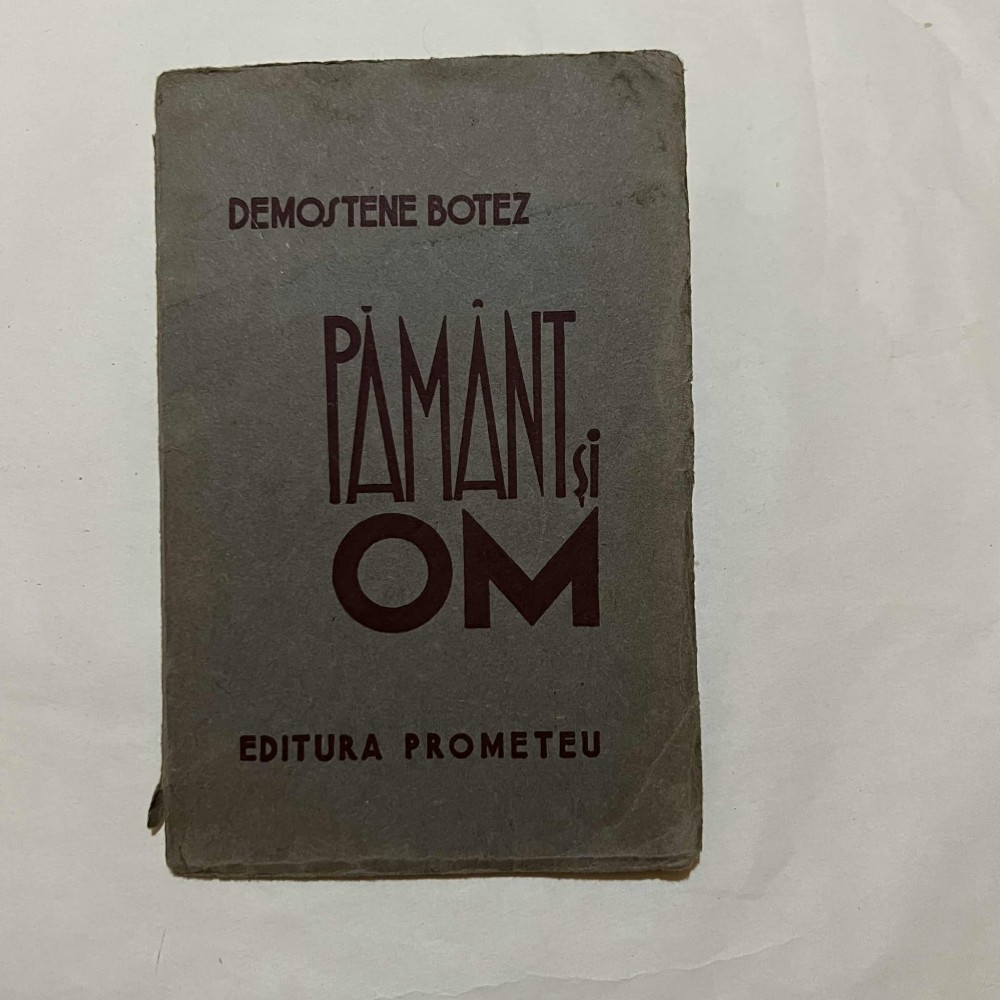 DEMOSTENE BOTEZ
PĂMÂNT și
OM
EDITURA PROMETEU